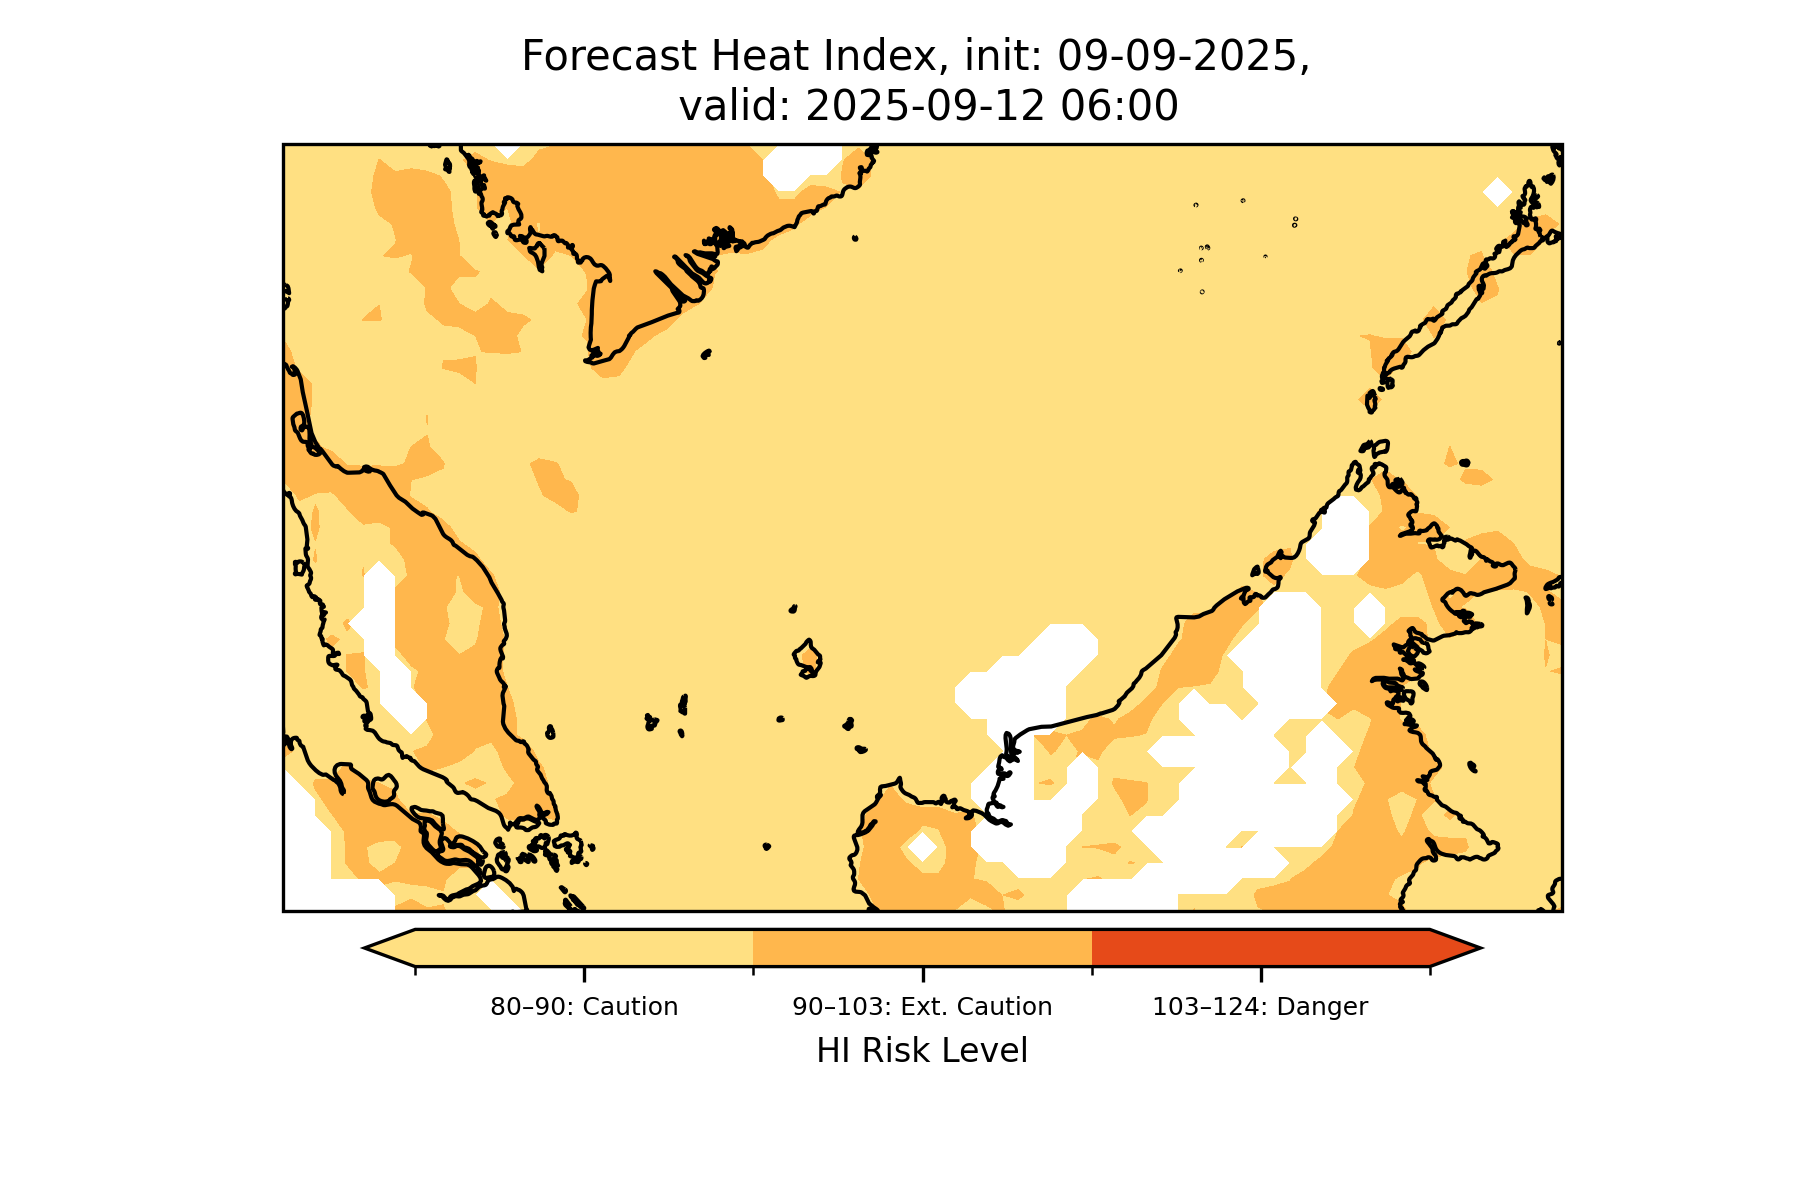 Forecast Heat Index, init: 09-09-2025,
valid: 2025-09-12 06:00
80–90: Caution
90–103: Ext. Caution
103–124: Danger
HI Risk Level